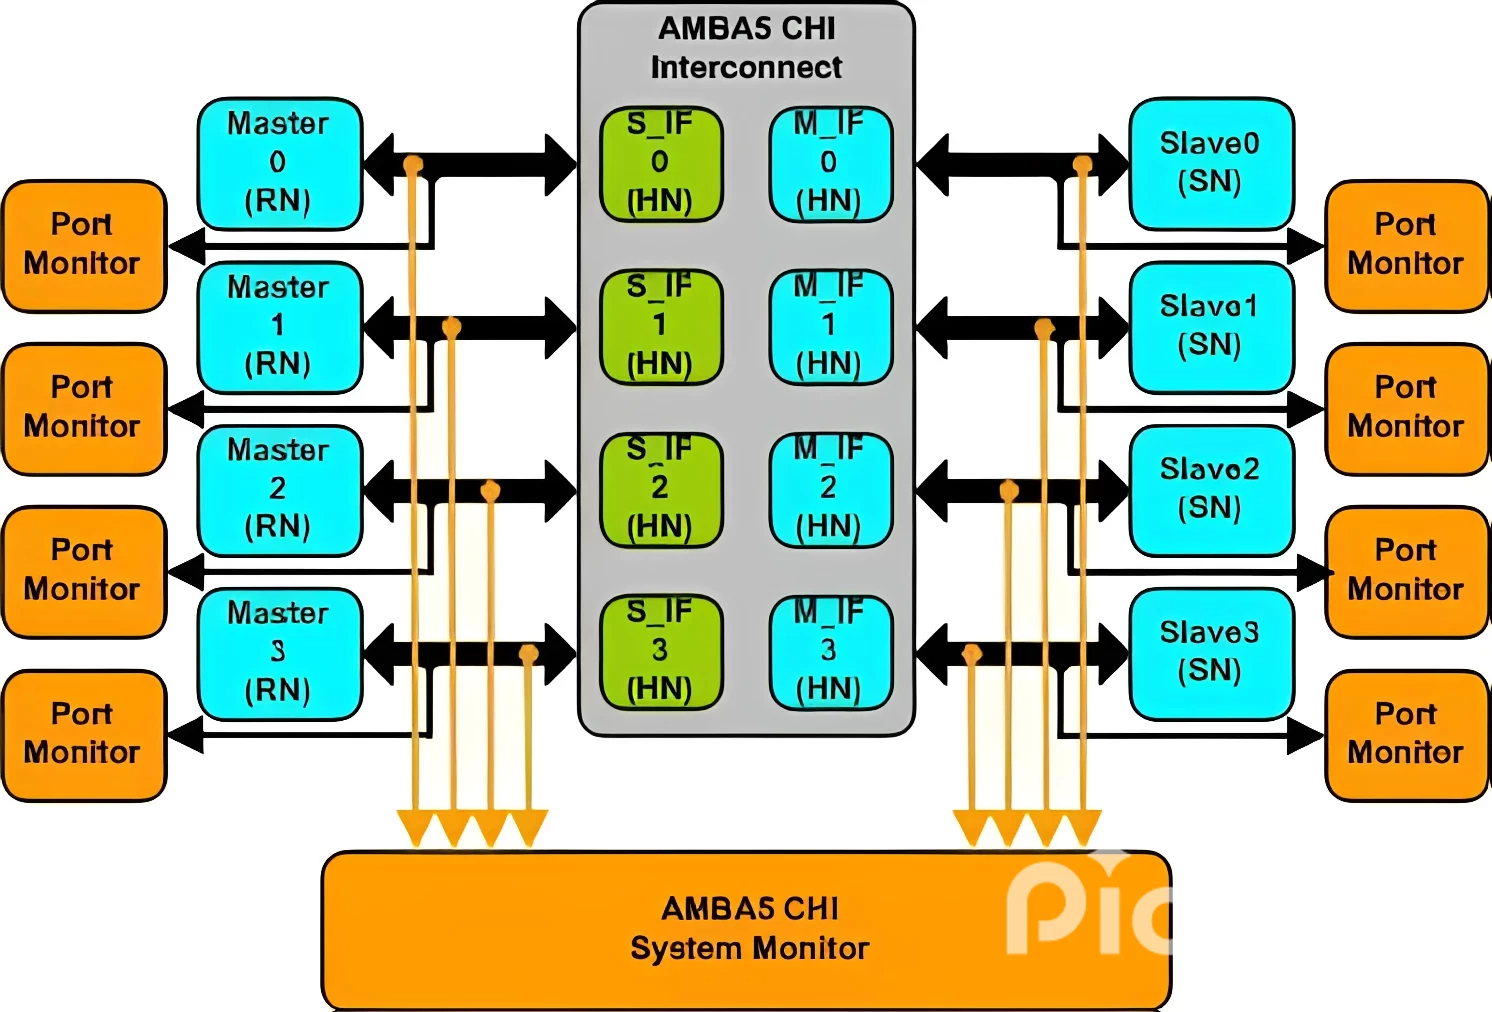 AMBA5 CHI
Interconnect
Master
0
(RN)
S_IF
0
(HN)
M_IF
0
(HN)
Slave0
(SN)
Port
Monitor
Port
Monitor
Master
1
(RN)
S_IF
1
(HN)
M_IF
1
(HN)
Slave1
(SN)
Port
Monitor
Port
Monitor
Master
2
(RN)
S_IF
2
(HN)
M_IF
2
(HN)
Slave2
(SN)
Port
Monitor
Port
Monitor
Master
3
(RN)
S_IF
3
(HN)
M_IF
3
(HN)
Slave3
(SN)
Port
Monitor
Port
Monitor
AMBA5 CHI
System Monitor
Pic